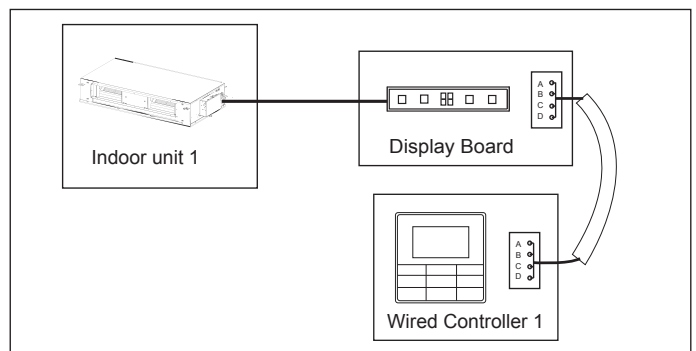 Indoor unit 1
Display Board
A
B
C
D
Wired Controller 1
A
B
C
D